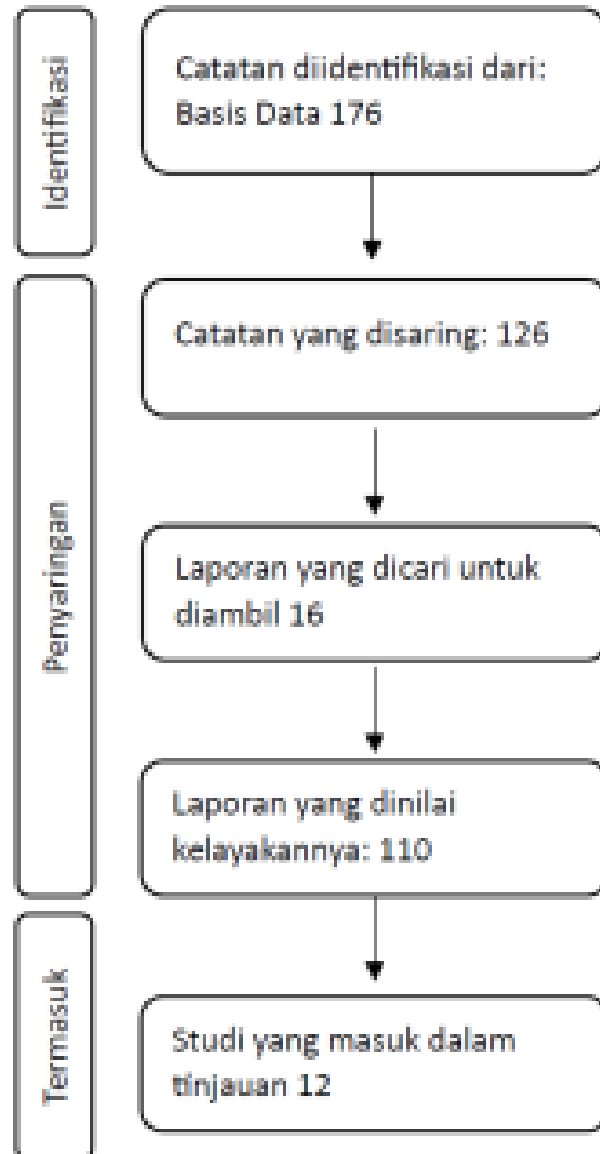 Identifikasi
Catatan diidentifikasi dari:
Basis Data 176
Penyaringan
Catatan yang disaring: 126
Laporan yang dicari untuk
diambil 16
Laporan yang dinilai
kelayakannya: 110
Termasuk
Studi yang masuk dalam
tinjauan 12